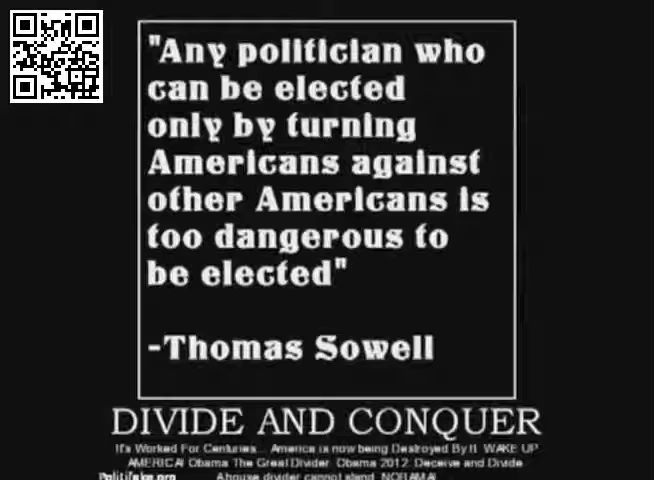 "Any politician who
can be elected
only by turning
Americans against
other Americans is
too dangerous to
be elected"
-Thomas Sowell
DIVIDE AND CONQUER
It's Worked For Centuries... America is now being Destroyed By It. WAKE UP
AMERICA! Obama The Great Divider. Obama 2012: Deceive and Divide
Politifake.org
A house divider cannot stand. NOBAMA!